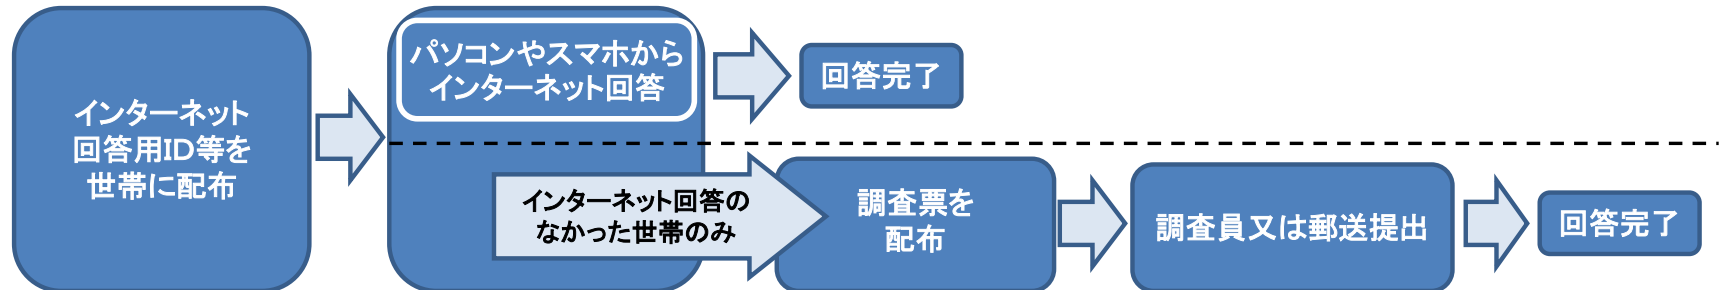 インターネット
回答用ID等を
世帯に配布
パソコンやスマホから
インターネット回答
回答完了
インターネット回答の
なかった世帯のみ
調査票を
配布
調査員又は郵送提出
回答完了